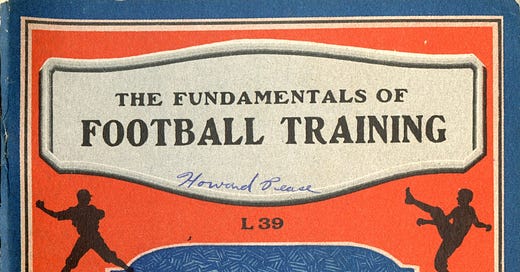 THE FUNDAMENTALS OF
FOOTBALL TRAINING
Howard Pease
L 39